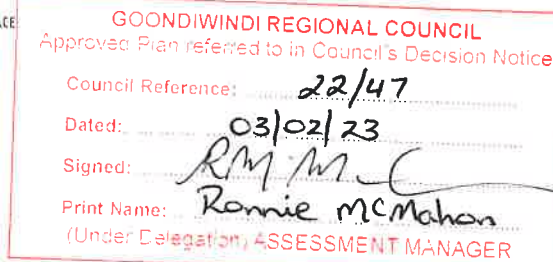 GOONDIWINDI REGIONAL COUNCIL
Approved Plan referred to in Council's Decision Notice
Council Reference: 22/47
Dated: 03/02/23
Signed:
Print Name: Ronnie McMahon
(Under Delegation) ASSESSMENT MANAGER